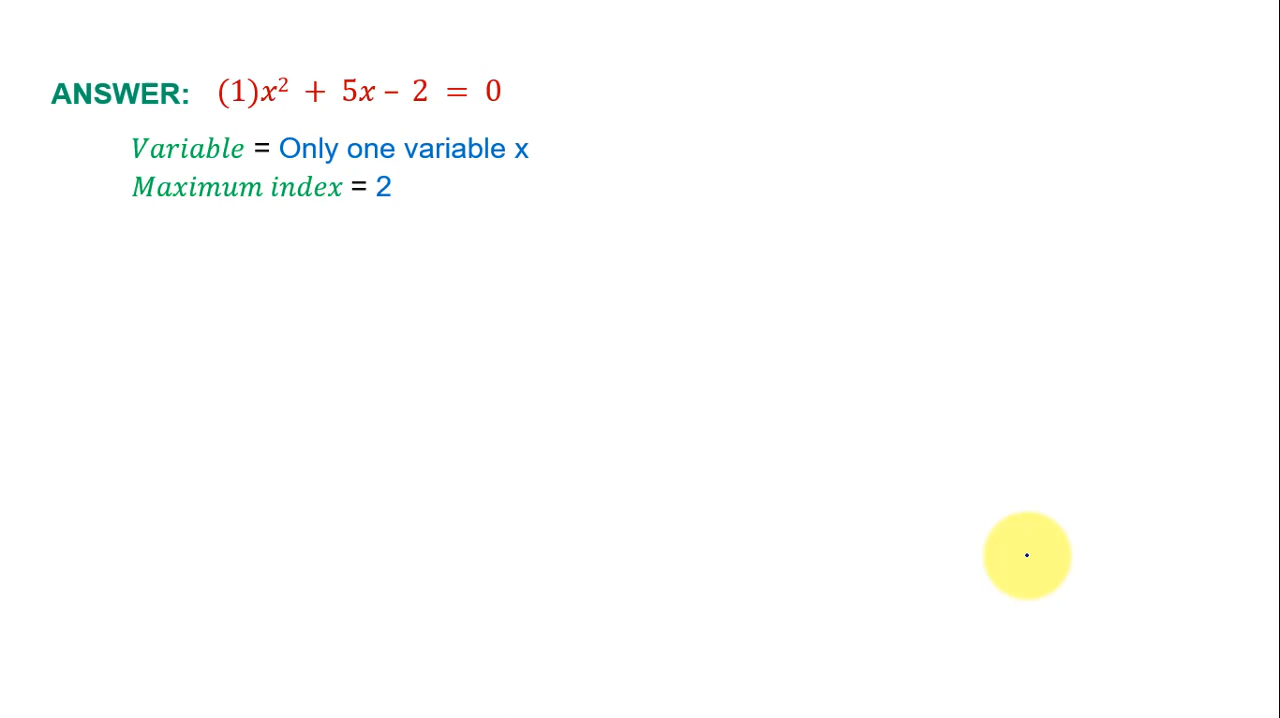 ANSWER: (1)x² + 5x – 2 = 0
Variable = Only one variable x
Maximum index = 2